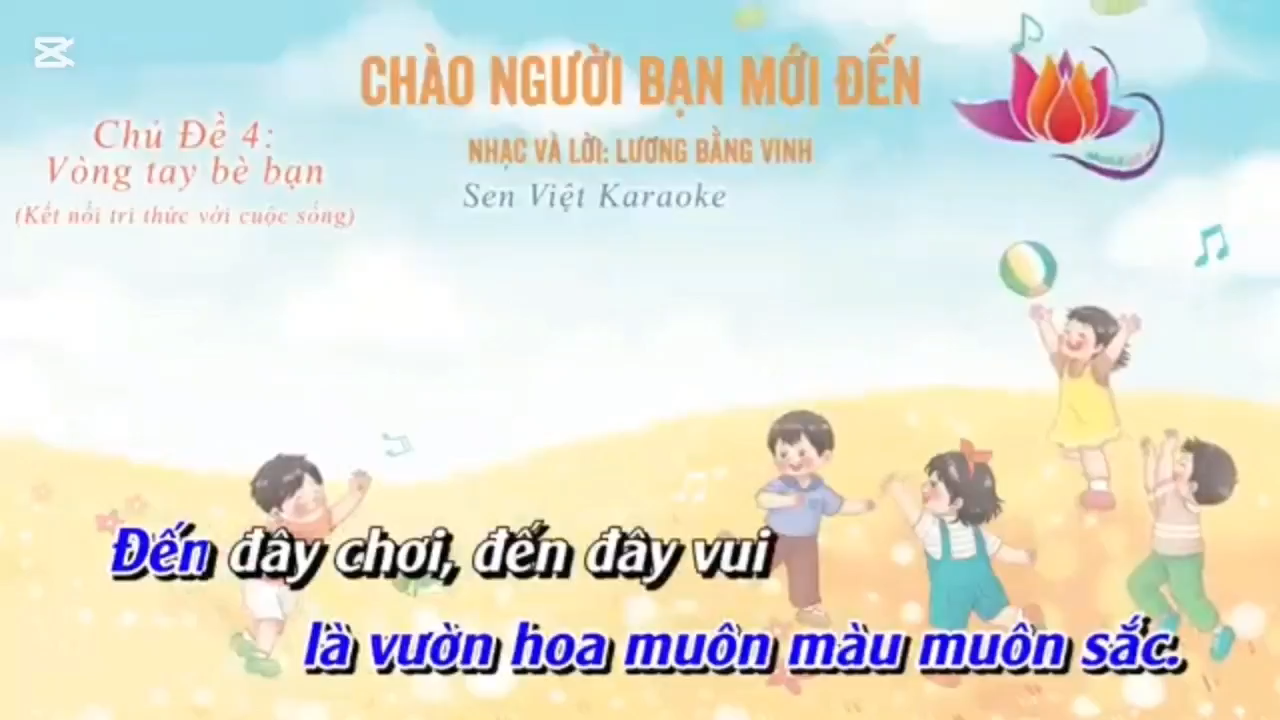 CHÀO NGƯỜI BẠN MỚI ĐẾN
NHẠC VÀ LỜI: LƯƠNG BẰNG VINH
Sen Việt Karaoke
Chủ Đề 4:
Vòng tay bè bạn
(Kết nối tri thức với cuộc sống)
Đến đây chơi, đến đây vui
là vườn hoa muôn màu muôn sắc.